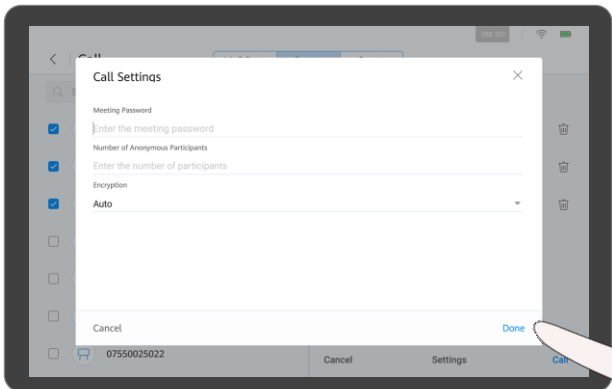 Call
Call Settings
Meeting Password
Enter the meeting password
Number of Anonymous Participants
Enter the number of participants
Encryption
Auto
Cancel
Done
07550025022
Cancel
Settings
Call